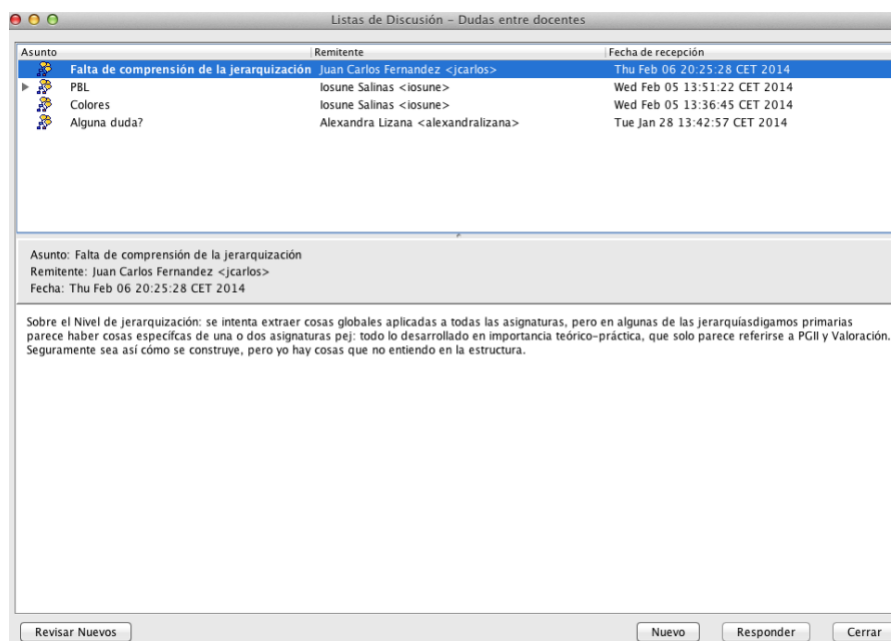 Listas de Discusión – Dudas entre docentes
Asunto Remitente Fecha de recepción
Falta de comprensión de la jerarquización Juan Carlos Fernandez <jcarlos> Thu Feb 06 20:25:28 CET 2014
PBL Iosune Salinas <iosune> Wed Feb 05 13:51:22 CET 2014
Colores Iosune Salinas <iosune> Wed Feb 05 13:36:45 CET 2014
Alguna duda? Alexandra Lizana <alexandralizana> Tue Jan 28 13:42:57 CET 2014
Asunto: Falta de comprensión de la jerarquización
Remitente: Juan Carlos Fernandez <jcarlos>
Fecha: Thu Feb 06 20:25:28 CET 2014
Sobre el Nivel de jerarquización: se intenta extraer cosas globales aplicadas a todas las asignaturas, pero en algunas de las jerarquíasdigamos primarias
parece haber cosas específcas de una o dos asignaturas pej: todo lo desarrollado en importancia teórico-práctica, que solo parece referirse a PGII y Valoración.
Seguramente sea así cómo se construye, pero yo hay cosas que no entiendo en la estructura.
Revisar Nuevos Nuevo Responder Cerrar